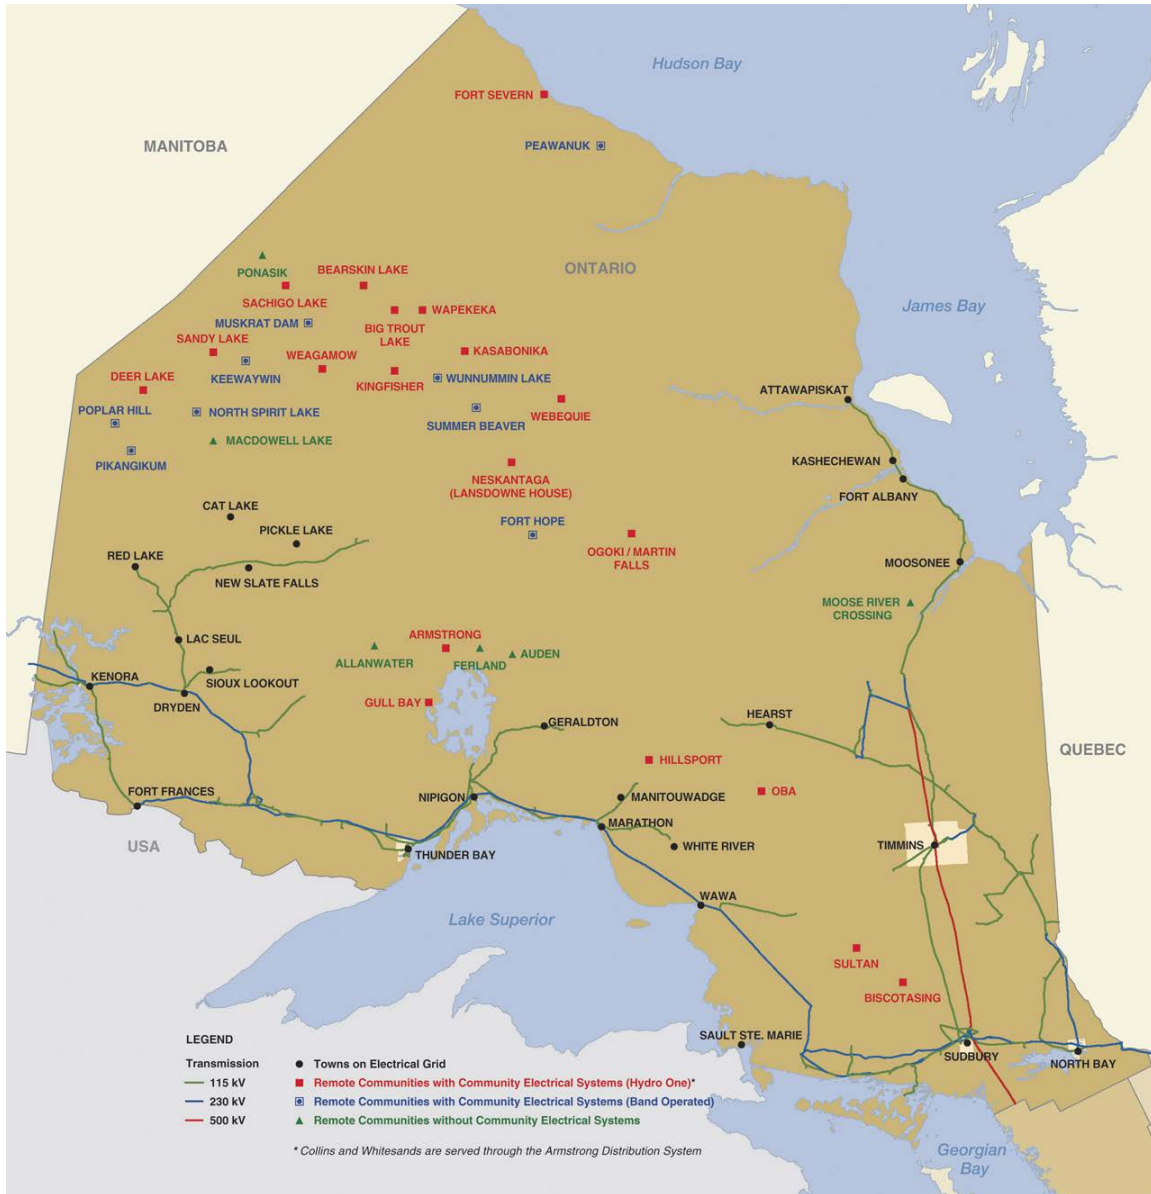 Hudson Bay
FORT SEVERN
MANITOBA
PEAWANUK
PONASIK
BEARSKIN LAKE
ONTARIO
SACHIGO LAKE
WAPEKEKA
James Bay
MUSKRAT DAM
BIG TROUT
LAKE
SANDY LAKE
WEAGAMOW
KASABONIKA
KEEWAYWIN
KINGFISHER
WUNNUMMIN LAKE
DEER LAKE
ATTAWAPISKAT
POPLAR HILL
NORTH SPIRIT LAKE
SUMMER BEAVER
WEBEQUIE
MACDOWELL LAKE
PIKANGIKUM
KASHECHEWAN
NESKANTAGA
(LANSDOWNE HOUSE)
FORT ALBANY
CAT LAKE
PICKLE LAKE
FORT HOPE
RED LAKE
OGOKI / MARTIN
FALLS
MOOSONEE
NEW SLATE FALLS
MOOSE RIVER
CROSSING
LAC SEUL
ARMSTRONG
ALLANWATER
FERLAND
AUDEN
KENORA
SIOUX LOOKOUT
DRYDEN
GULL BAY
GERALDTON
HEARST
QUEBEC
HILLSPORT
FORT FRANCES
NIPIGON
MANITOUWADGE
OBA
MARATHON
USA
THUNDER BAY
WHITE RIVER
TIMMINS
WAWA
Lake Superior
SULTAN
BISCOTASING
SAULT STE. MARIE
SUDBURY
NORTH BAY
Georgian
Bay
LEGEND
Transmission
115 kV
230 kV
500 kV
Towns on Electrical Grid
Remote Communities with Community Electrical Systems (Hydro One)*
Remote Communities with Community Electrical Systems (Band Operated)
Remote Communities without Community Electrical Systems
* Collins and Whitesands are served through the Armstrong Distribution System